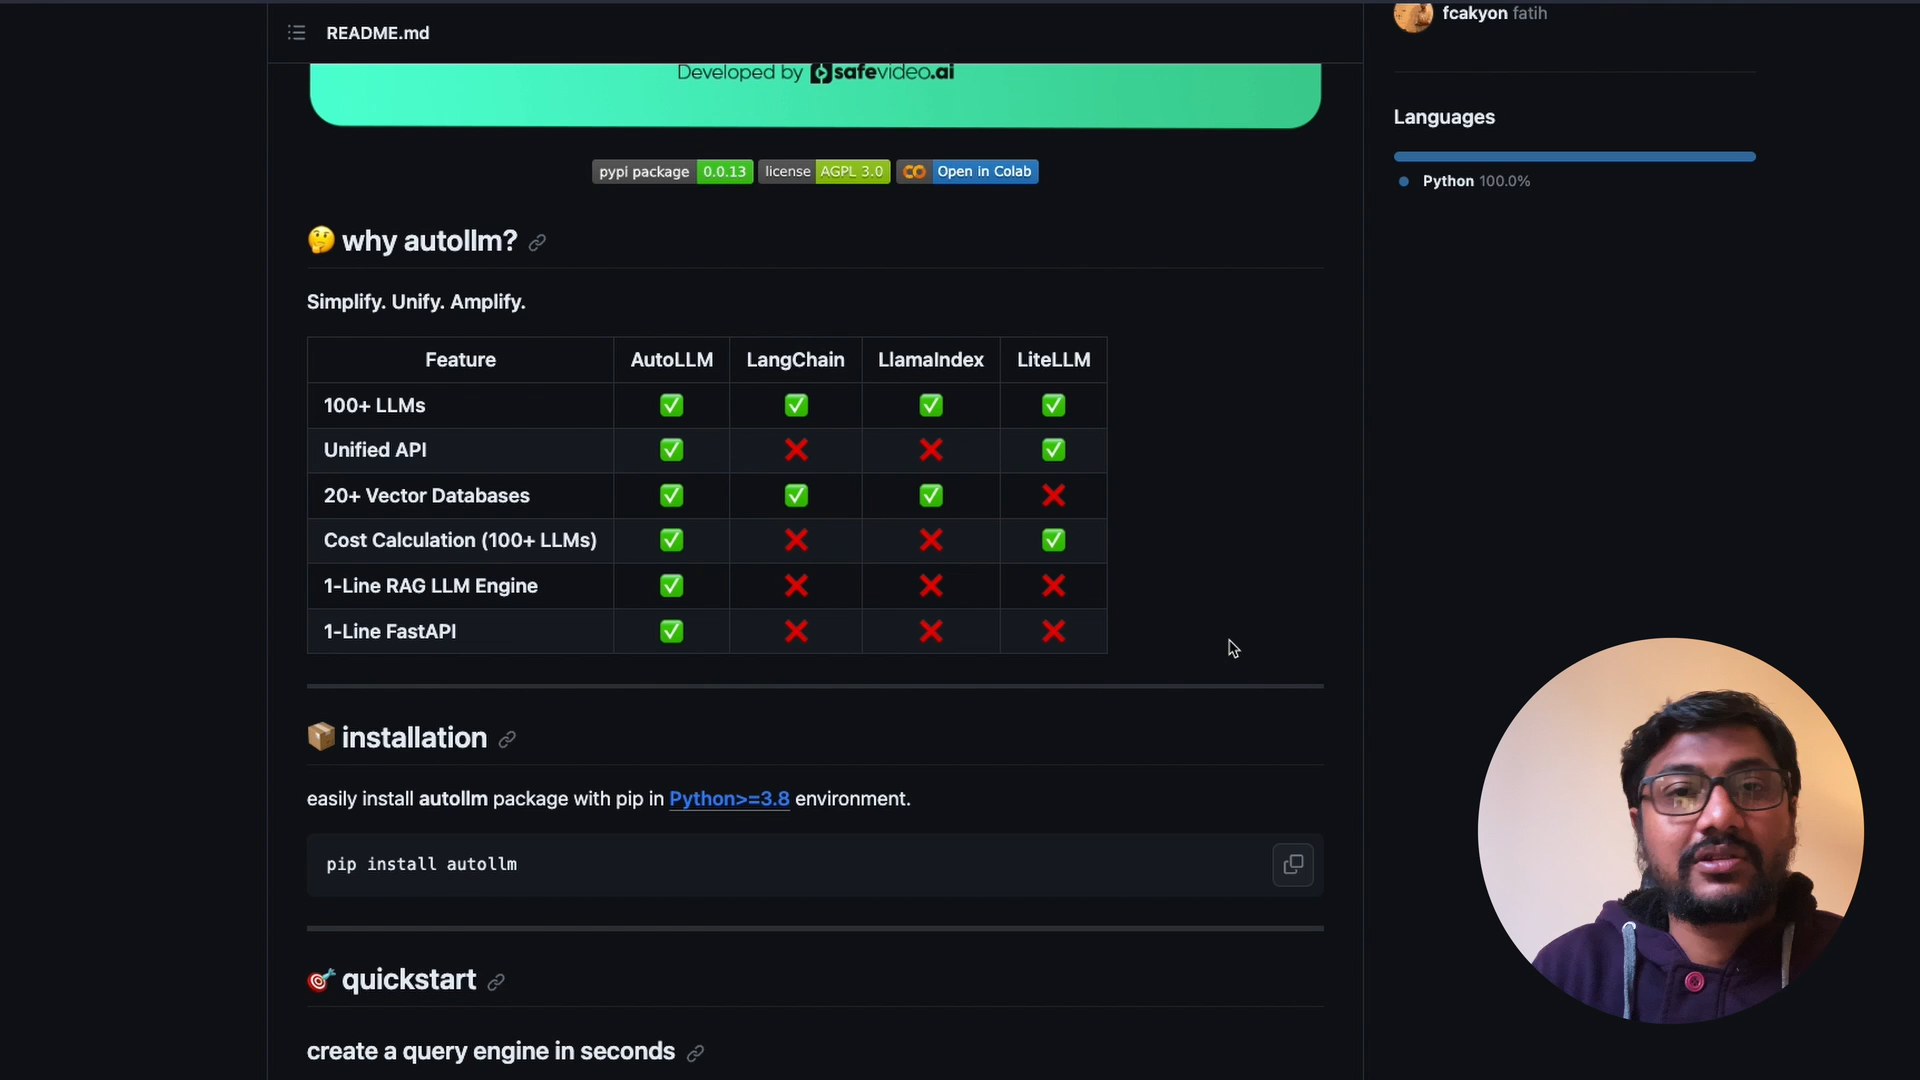 README.md
fcakyon fatih
Developed by safevideo.ai
Languages
Python 100.0%
pypi package 0.0.13 license AGPL 3.0 Open in Colab
why autollm?
Simplify. Unify. Amplify.
Feature AutoLLM LangChain LlamaIndex LiteLLM
100+ LLMs
Unified API
20+ Vector Databases
Cost Calculation (100+ LLMs)
1-Line RAG LLM Engine
1-Line FastAPI
installation
easily install autollm package with pip in Python>=3.8 environment.
pip install autollm
quickstart
create a query engine in seconds